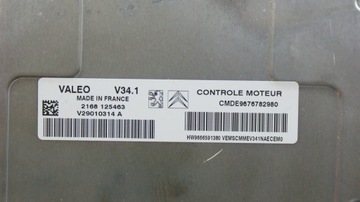 VALEO V34.1
MADE IN FRANCE
2168 125463
V29010314 A
CONTROLE MOTEUR
CMDE9676782980
HW9666591380 VEMSCMMEV341NAECEM0